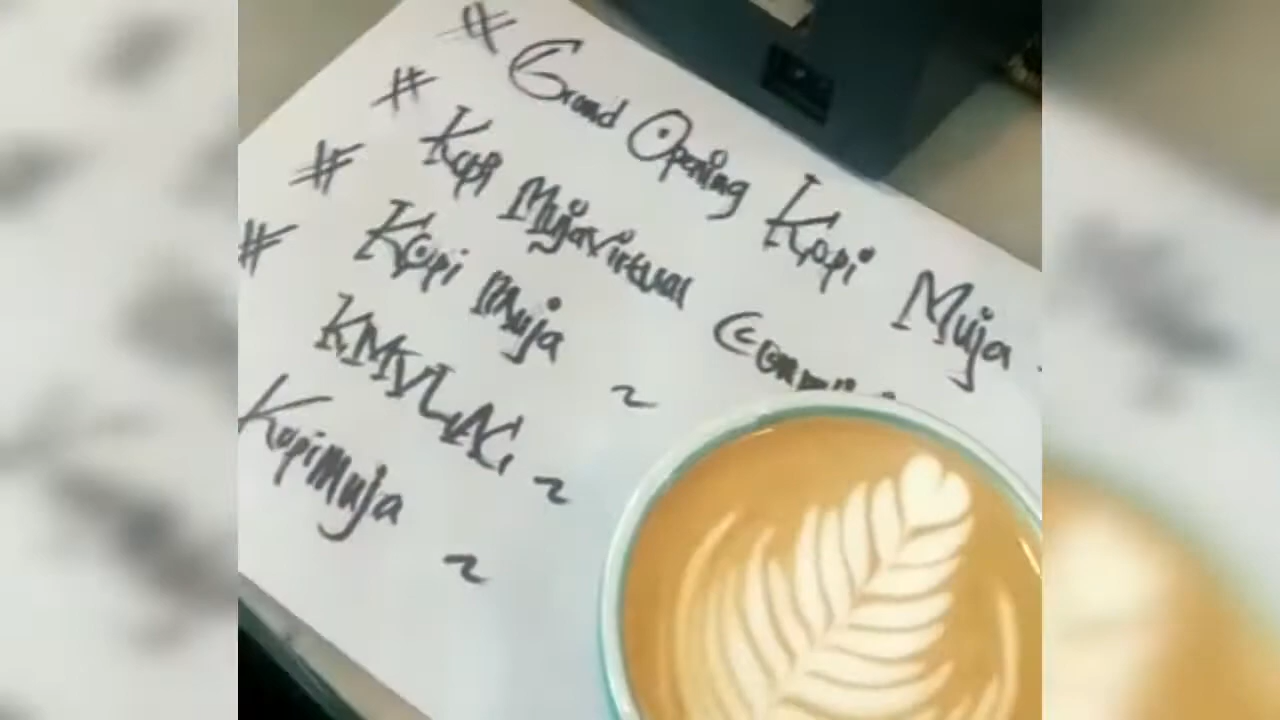 # Grand Opening Kopi Muja
# Kopi Mujavirtual
# Kopi Muja ~
# KMVLAC, ~
KopiMuja ~